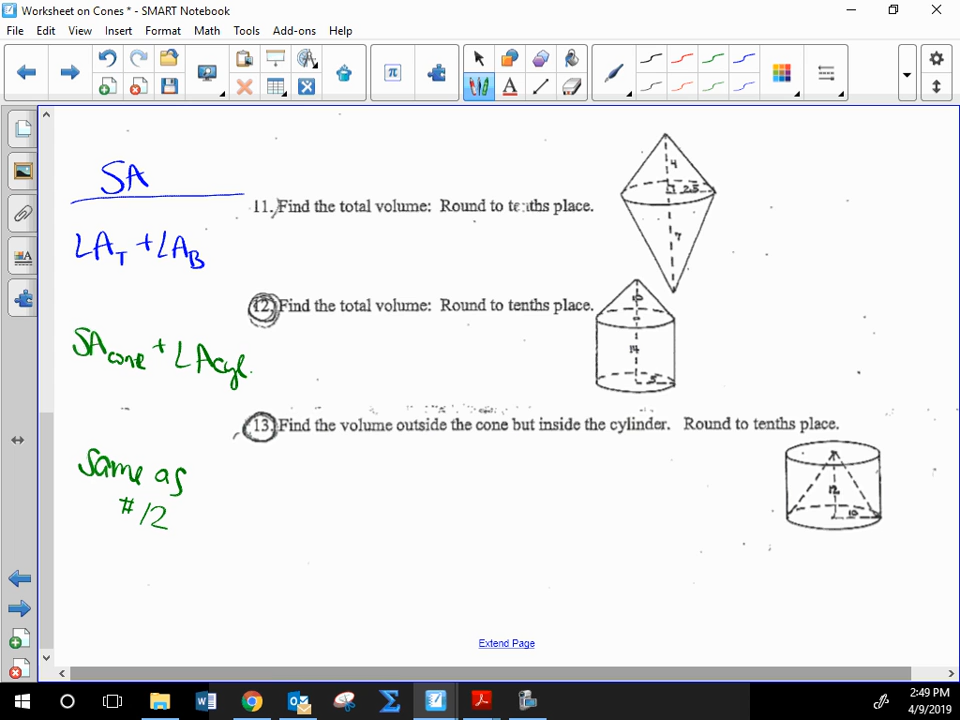 Worksheet on Cones * - SMART Notebook
File Edit View Insert Format Tools Add-ons Help
SA
LAT + LAB
11. Find the total volume: Round to tenths place.
4
2.5
7
SAcone + LAcyl.
12. Find the total volume: Round to tenths place.
10
14
5
13. Find the volume outside the cone but inside the cylinder. Round to tenths place.
Same as
#12
12
10
Extend Page
2:49 PM
4/9/2019